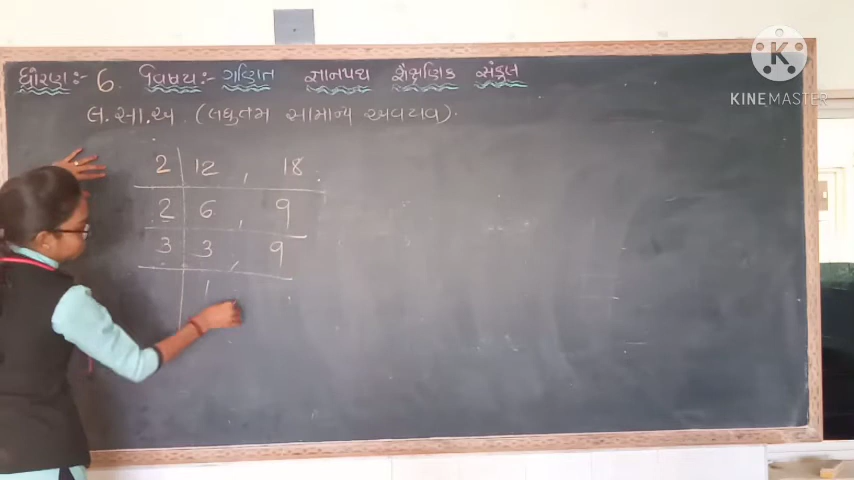 ધોરણ:- 6 વિષય:- ગણિત જ્ઞાનપથ શૈક્ષણિક સંકુલ
લ.સા.અ (લઘુતમ સામાન્ય અવયવ).
2 12 , 18
2 6 , 9
3 3 , 9
1
KINEMASTER